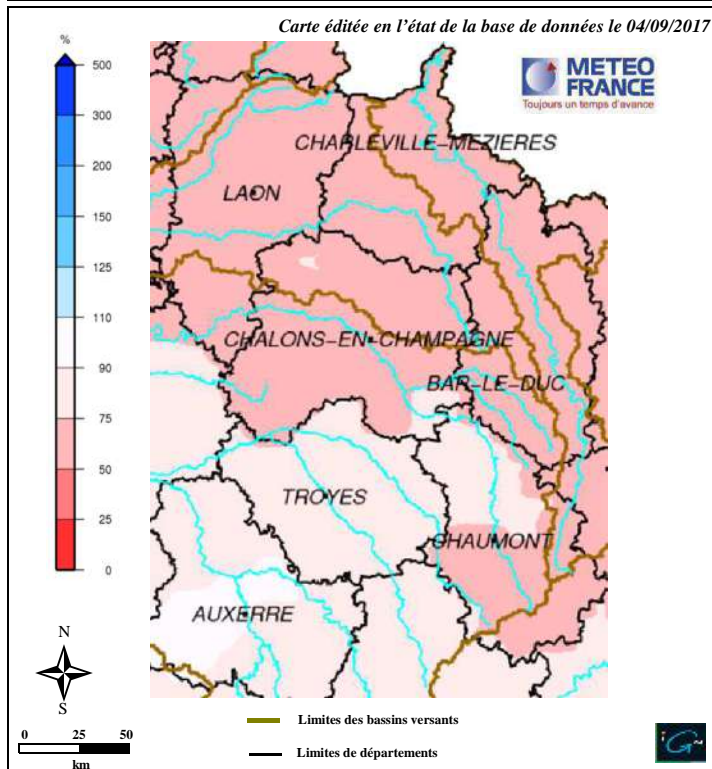 Carte éditée en l’état de la base de données le 04/09/2017
%
500
300
200
150
125
110
90
75
50
25
0
METEO
FRANCE
Toujours un temps d'avance
CHARLEVILLE-MEZIERES
LAON
CHALONS-EN-CHAMPAGNE
BAR-LE-DUC
TROYES
CHAUMONT
AUXERRE
N
S
0 25 50
km
Limites des bassins versants
Limites de départements